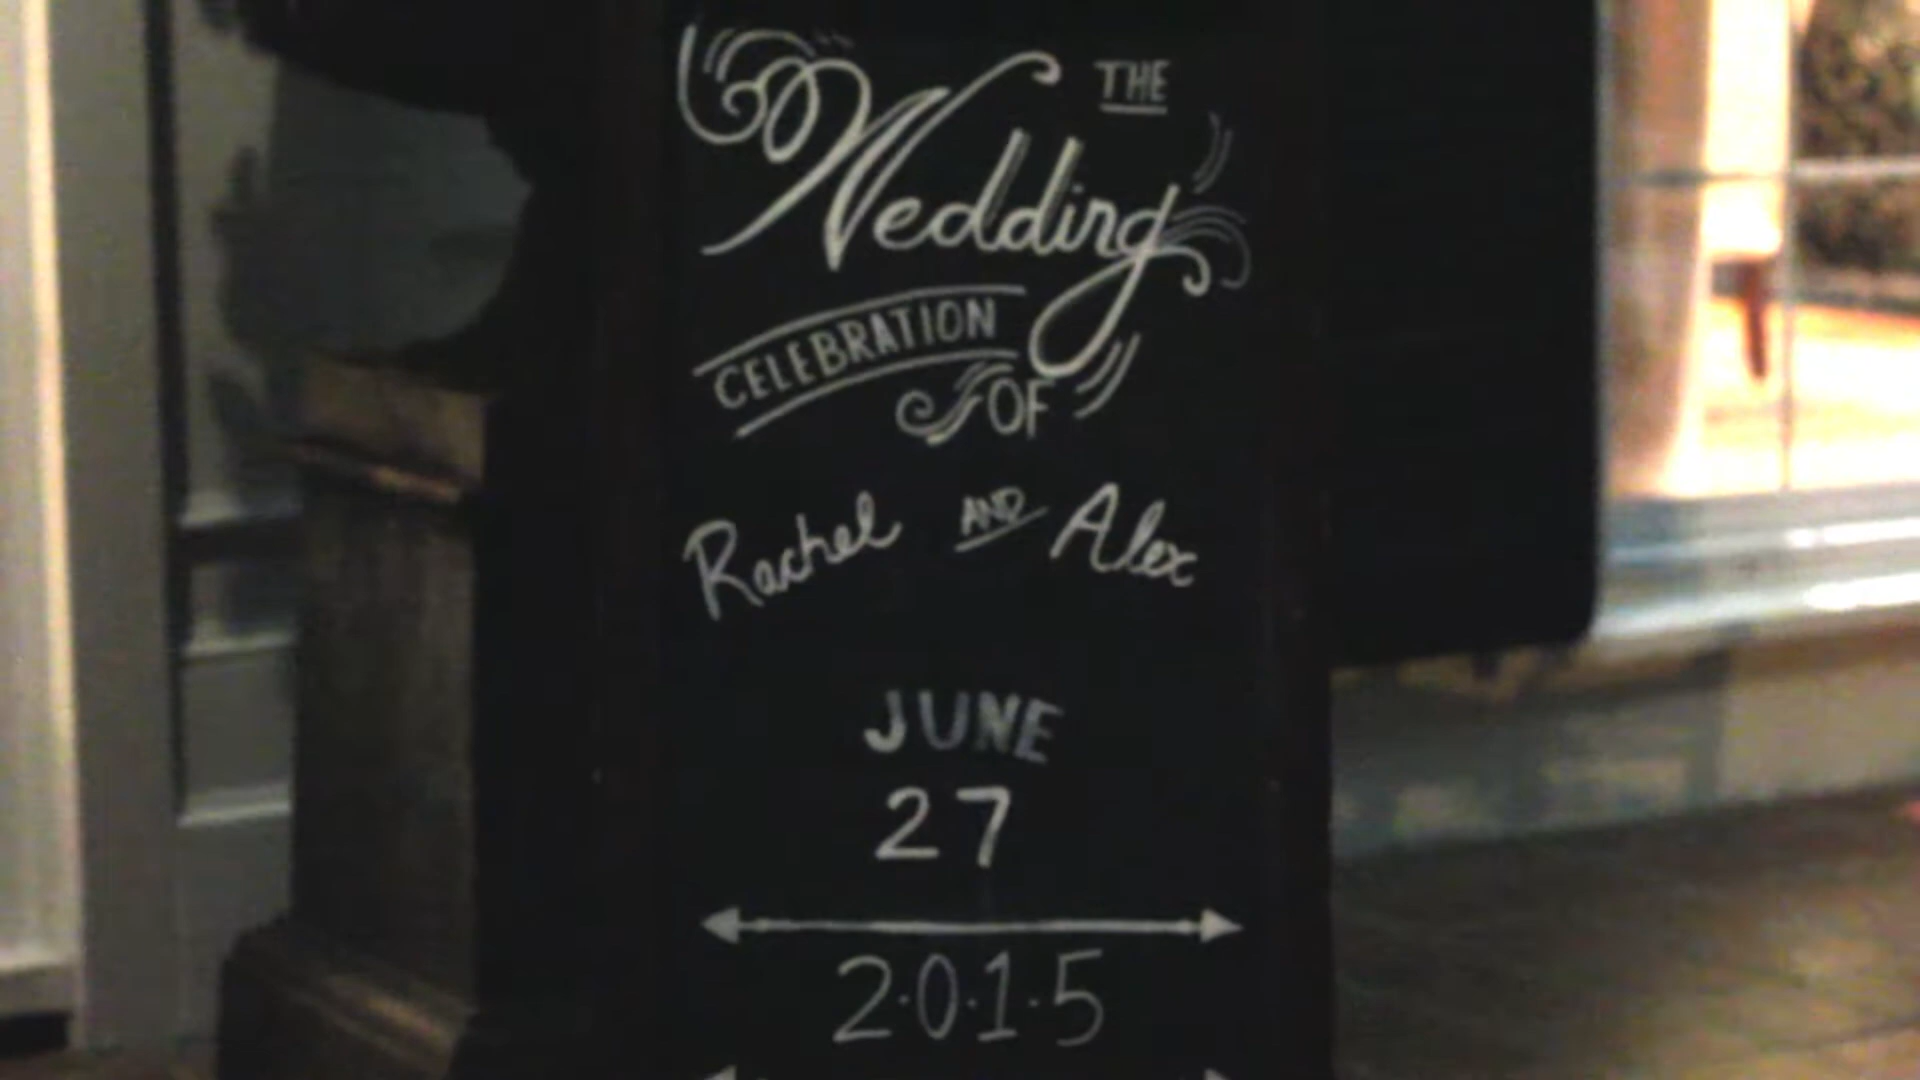 THE
Wedding
CELEBRATION
OF
Rachel AND Alex
JUNE
27
2·0·1·5